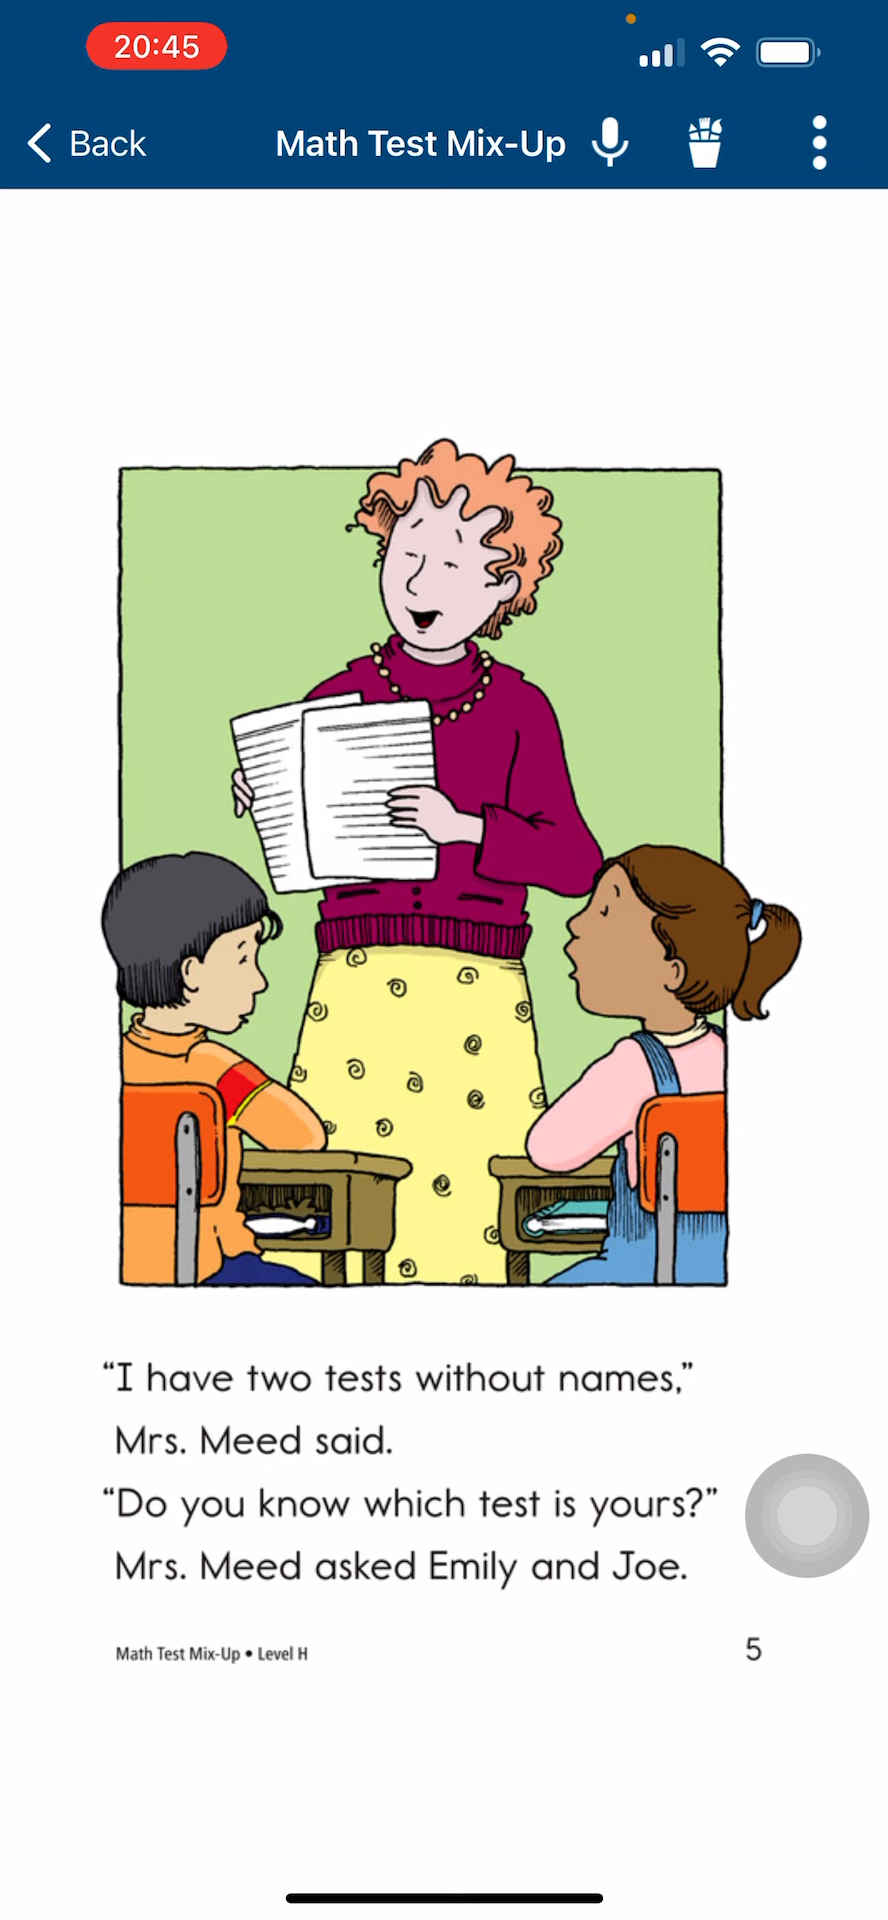 20:45
Back
Math Test Mix-Up
“I have two tests without names,”
Mrs. Meed said.
“Do you know which test is yours?”
Mrs. Meed asked Emily and Joe.
Math Test Mix-Up • Level H
5